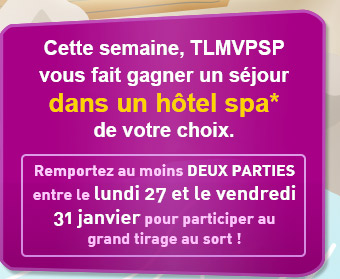 Cette semaine, TLMVPSP
vous fait gagner un séjour
dans un hôtel spa*
de votre choix.
Remportez au moins DEUX PARTIES
entre le lundi 27 et le vendredi
31 janvier pour participer au
grand tirage au sort !